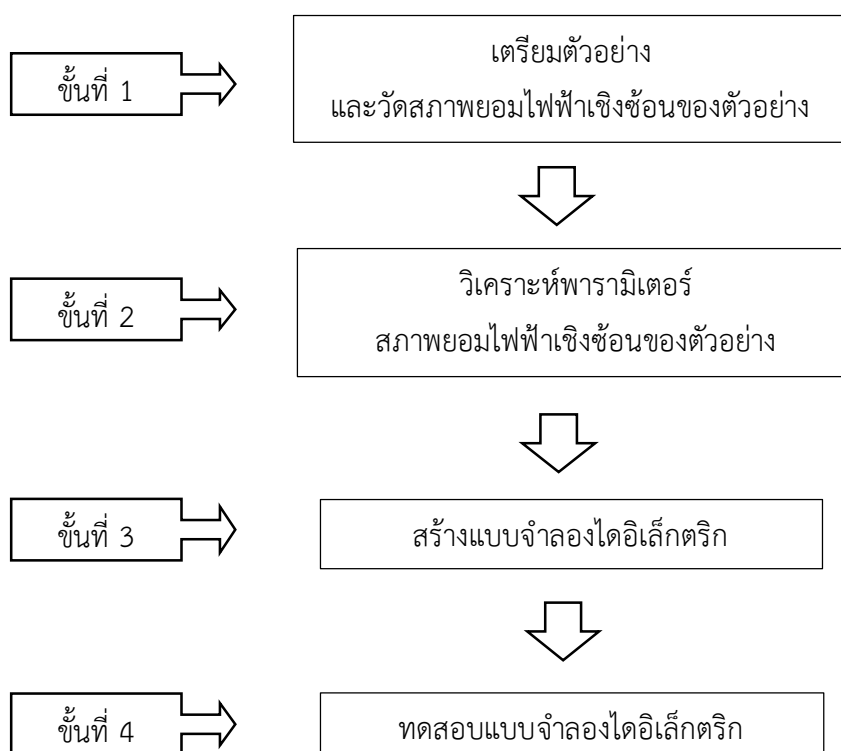 ขั้นที่ 1
เตรียมตัวอย่าง
และวัดสภาพยอมไฟฟ้าเชิงซ้อนของตัวอย่าง
ขั้นที่ 2
วิเคราะห์พารามิเตอร์
สภาพยอมไฟฟ้าเชิงซ้อนของตัวอย่าง
ขั้นที่ 3
สร้างแบบจำลองไดอิเล็กตริก
ขั้นที่ 4
ทดสอบแบบจำลองไดอิเล็กตริก